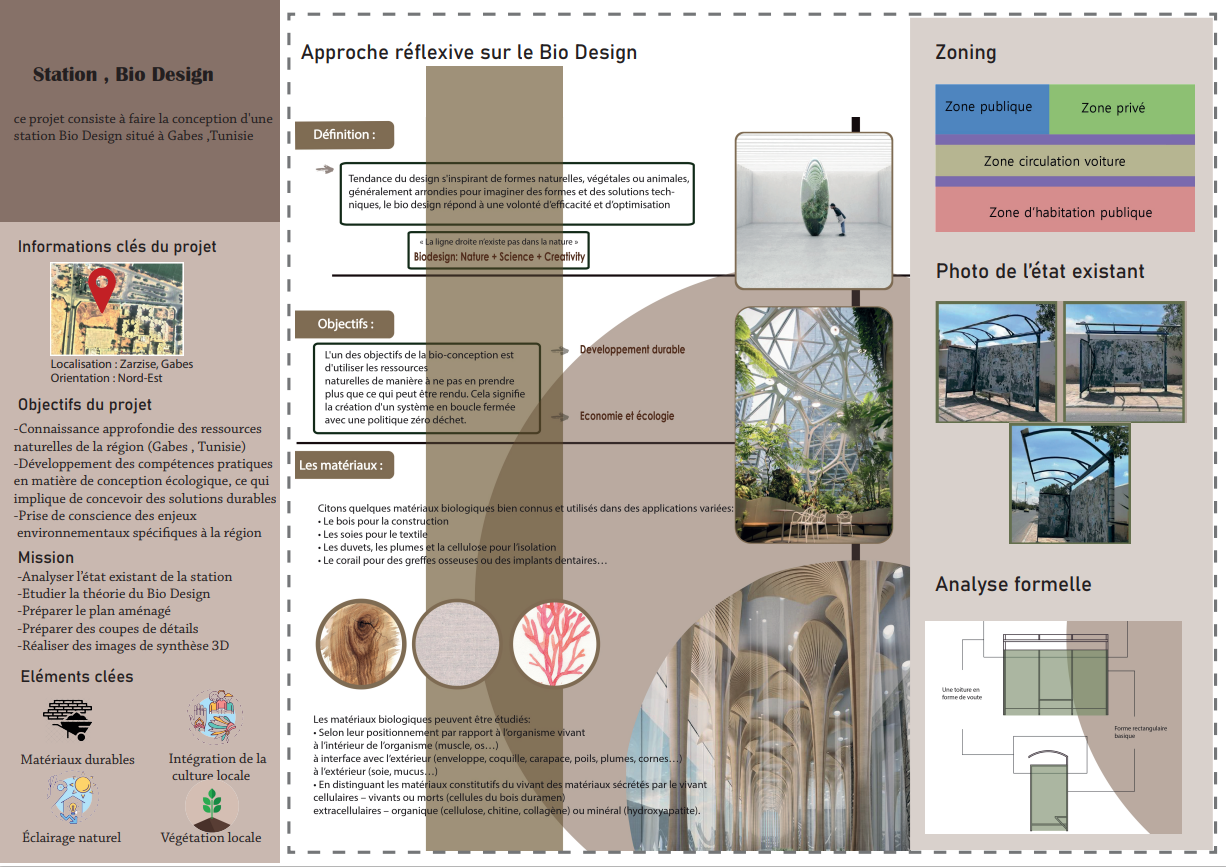 Station , Bio Design
ce projet consiste à faire la conception d'une
station Bio Design situé à Gabes ,Tunisie
Informations clés du projet
Localisation : Zarzise, Gabes
Orientation : Nord-Est
Objectifs du projet
-Connaissance approfondie des ressources
naturelles de la région (Gabes , Tunisie)
-Développement des compétences pratiques
en matière de conception écologique, ce qui
implique de concevoir des solutions durables
-Prise de conscience des enjeux
environnementaux spécifiques à la région
Mission
-Analyser l'état existant de la station
-Etudier la théorie du Bio Design
-Préparer le plan aménagé
-Préparer des coupes de détails
-Réaliser des images de synthèse 3D
Eléments clées
Matériaux durables
Intégration de la
culture locale
Éclairage naturel
Végétation locale
Approche réflexive sur le Bio Design
Définition :
Tendance du design s'inspirant de formes naturelles, végétales ou animales,
généralement arrondies pour imaginer des formes et des solutions tech-
niques, le bio design répond à une volonté d'efficacité et d'optimisation
« La ligne droite n'existe pas dans la nature »
Biodesign: Nature + Science + Creativity
Objectifs :
L'un des objectifs de la bio-conception est
d'utiliser les ressources
naturelles de manière à ne pas en prendre
plus que ce qui peut être rendu. Cela signifie
la création d'un système en boucle fermée
avec une politique zéro déchet.
Developpement durable
Economie et écologie
Les matériaux :
Citons quelques matériaux biologiques bien connus et utilisés dans des applications variées:
• Le bois pour la construction
• Les soies pour le textile
• Les duvets, les plumes et la cellulose pour l'isolation
• Le corail pour des greffes osseuses ou des implants dentaires…
Les matériaux biologiques peuvent être étudiés:
• Selon leur positionnement par rapport à l'organisme vivant
à l'intérieur de l'organisme (muscle, os…)
à interface avec l'extérieur (enveloppe, coquille, carapace, poils, plumes, cornes…)
à l'extérieur (soie, mucus…)
• En distinguant les matériaux constitutifs du vivant des matériaux sécrétés par le vivant
cellulaires – vivants ou morts (cellules du bois duramen)
extracellulaires – organique (cellulose, chitine, collagène) ou minéral (hydroxyapatite).
Zoning
Zone publique
Zone privé
Zone circulation voiture
Zone d'habitation publique
Photo de l'état existant
Analyse formelle
Une toiture en
forme de voute
Forme rectangulaire
basique